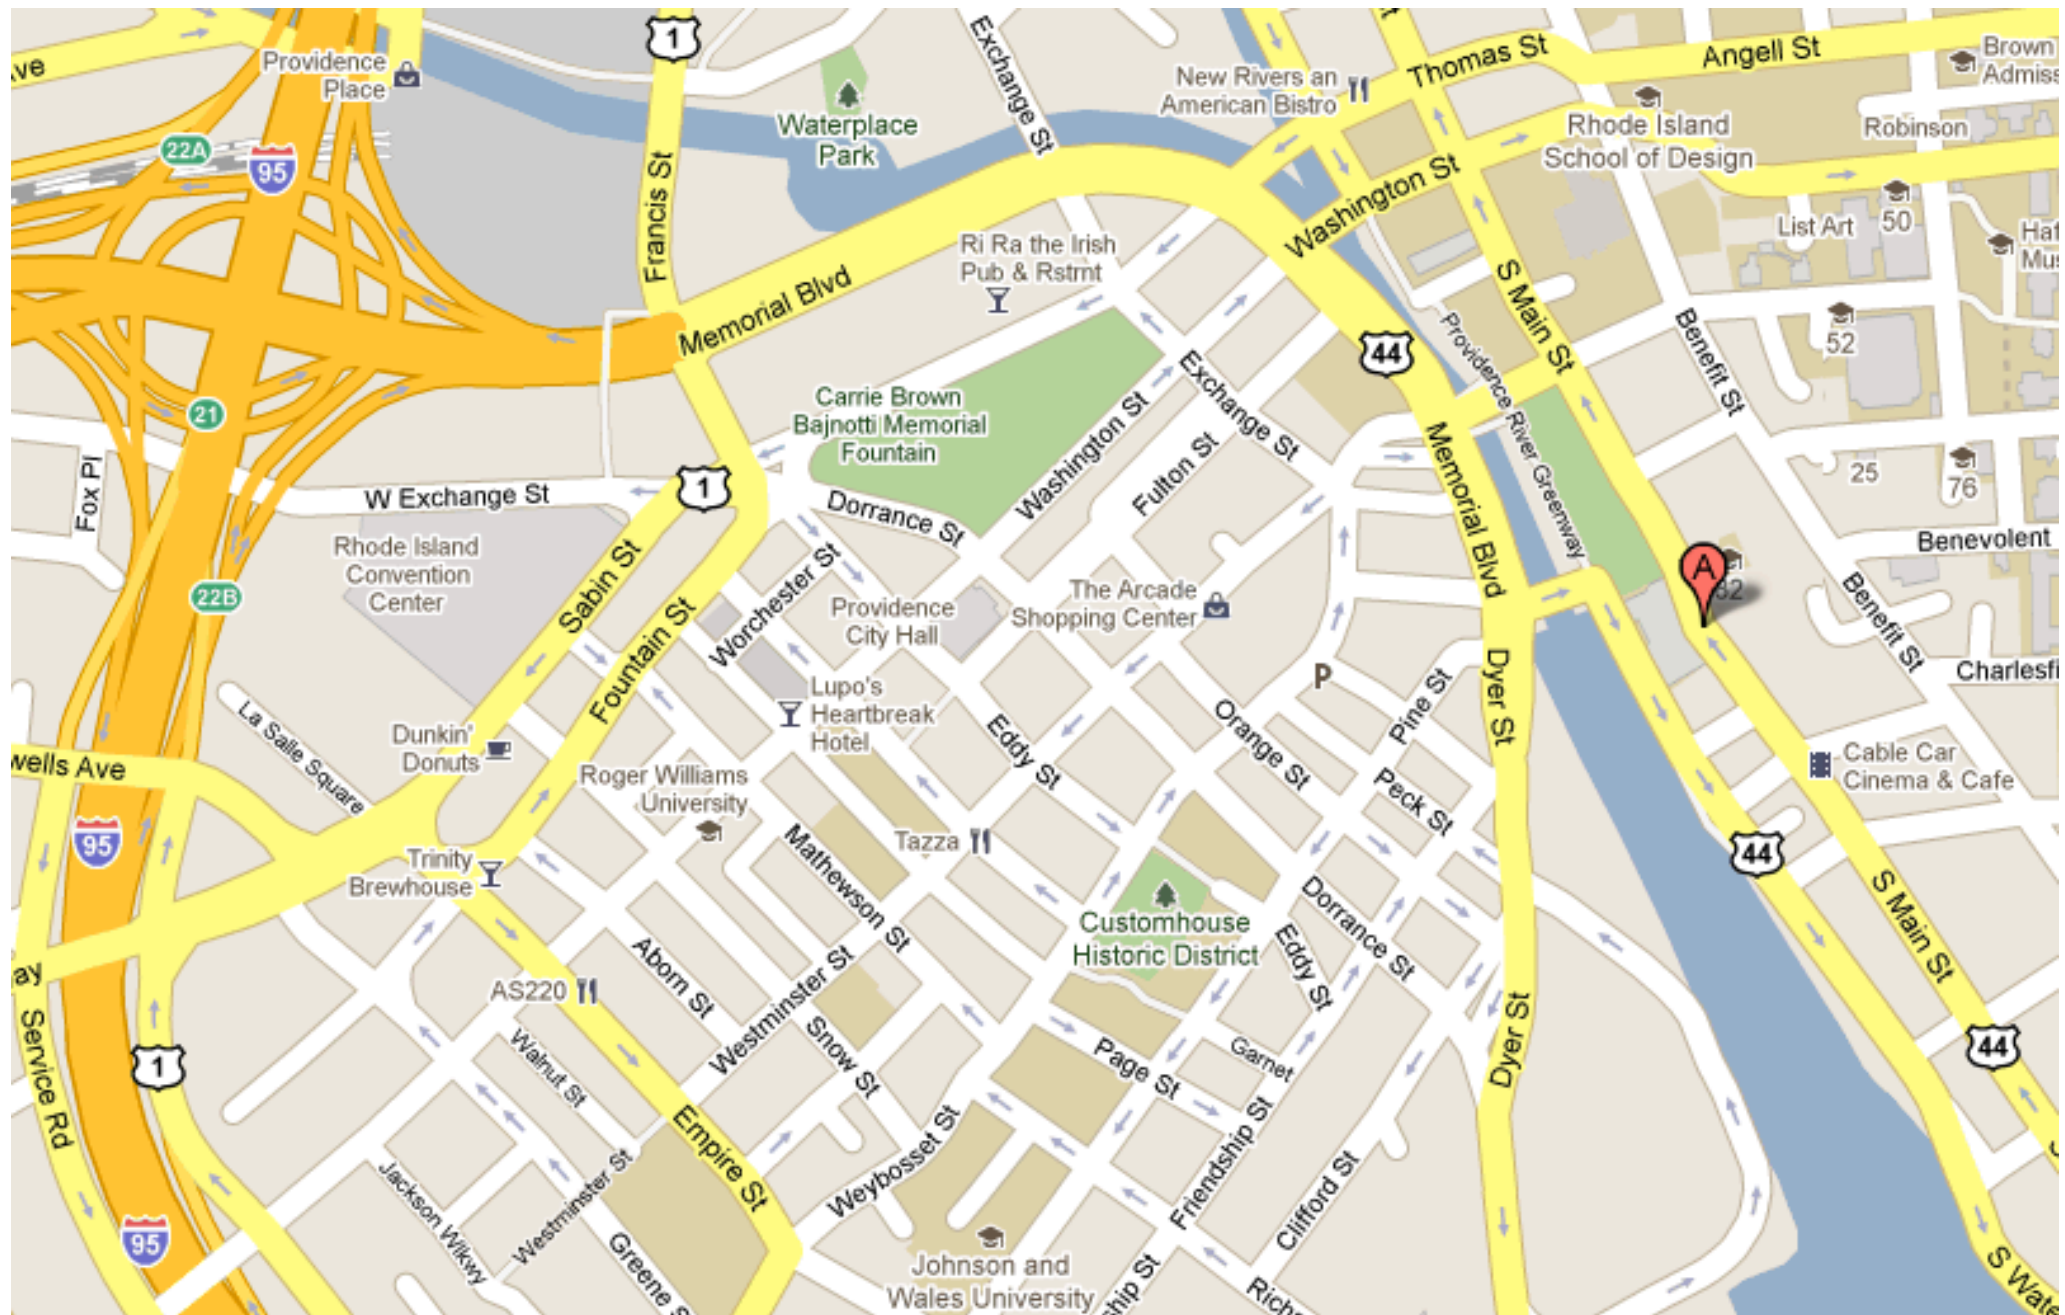 1
Exchange St
Thomas St
Angell St
Brown
Admiss
ve
Providence
Place
New Rivers an
American Bistro
Waterplace
Park
Rhode Island
School of Design
Robinson
22A
95
Francis St
Washington St
List Art
50
Haf
Mus
Ri Ra the Irish
Pub & Rstrnt
Memorial Blvd
S Main St
Providence River Greenway
Benefit St
44
52
21
Carrie Brown
Bajnotti Memorial
Fountain
Exchange St
Washington St
Fulton St
Memorial Blvd
Fox Pl
W Exchange St
1
Dorrance St
25
76
Benevolent
Rhode Island
Convention
Center
Sabin St
Worchester St
Providence
City Hall
The Arcade
Shopping Center
A
Benefit St
22B
Fountain St
Charlesfi
P
Pine St
Dyer St
La Salle Square
Lupo's
Heartbreak
Hotel
Eddy St
Orange St
Dunkin'
Donuts
wells Ave
Roger Williams
University
Peck St
Cable Car
Cinema & Cafe
95
Mathewson St
Tazza
44
Trinity
Brewhouse
Customhouse
Historic District
Dorrance St
Eddy St
S Main St
ay
Service Rd
AS220
Aborn St
Westminster St
Snow St
Walnut St
Page St
Garnet
Dyer St
44
1
Empire St
Weybosset St
Friendship St
Clifford St
Jackson Wlkwy
Westminster St
95
Greene S
Johnson and
Wales University
ship St
Rich
S Wate